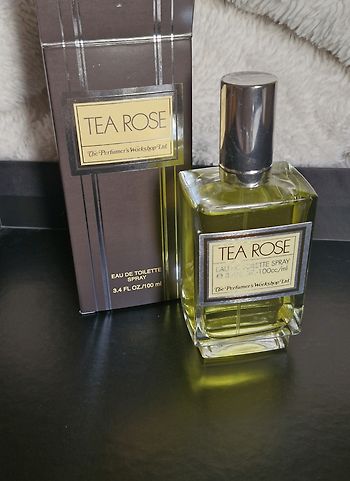 TEA ROSE
The Perfumer's Workshop Ltd.
EAU DE TOILETTE
SPRAY
3.4 FL OZ./100 ml
TEA ROSE
EAU DE TOILETTE SPRAY
100cc/ml
The Perfumer's Workshop Ltd.